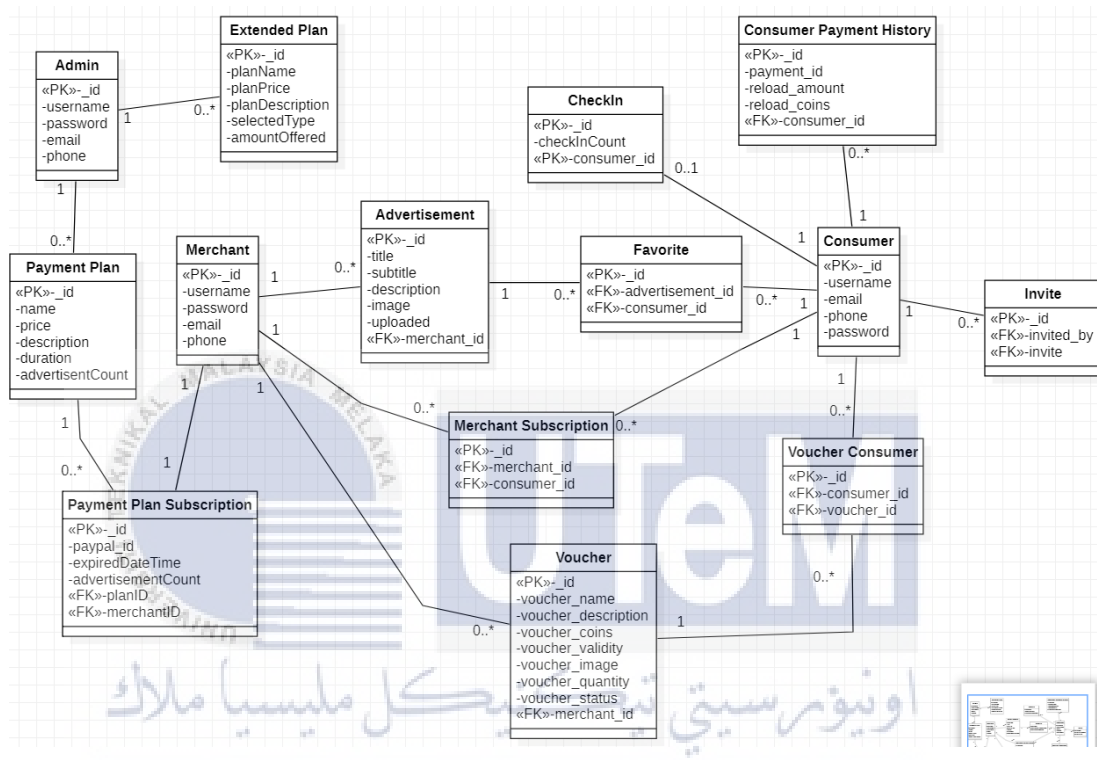 Extended Plan
«PK»-_id
-planName
-planPrice
-planDescription
-selectedType
-amountOffered
Consumer Payment History
«PK»-_id
-payment_id
-reload_amount
-reload_coins
«FK»-consumer_id
Admin
«PK»-_id
-username
-password
-email
-phone
1
0..*
CheckIn
«PK»-_id
-checkInCount
«PK»-consumer_id
0..1
1
0..*
1
1
0..*
Payment Plan
«PK»-_id
-name
-price
-description
-duration
-advertisentCount
Merchant
«PK»-_id
-username
-password
-email
-phone
1
0..*
Advertisement
«PK»-_id
-title
-subtitle
-description
-image
-uploaded
«FK»-merchant_id
1
0..*
Favorite
«PK»-_id
«FK»-advertisement_id
«FK»-consumer_id
0..*
1
Consumer
«PK»-_id
-username
-email
-phone
-password
1
0..*
Invite
«PK»-_id
«FK»-invited_by
«FK»-invite
1
0..*
1
1
1
0..*
1
0..*
Merchant Subscription
«PK»-_id
«FK»-merchant_id
«FK»-consumer_id
1
0..*
Voucher Consumer
«PK»-_id
«FK»-consumer_id
«FK»-voucher_id
Payment Plan Subscription
«PK»-_id
-paypal_id
-expiredDateTime
-advertisementCount
«FK»-planID
«FK»-merchantID
1
0..*
Voucher
«PK»-_id
-voucher_name
-voucher_description
-voucher_coins
-voucher_validity
-voucher_image
-voucher_quantity
-voucher_status
«FK»-merchant_id
1
0..*
UTeM
MALAYSIA MELAKA
اونيۏرسيتي تيكنيكل مليسيا ملاك